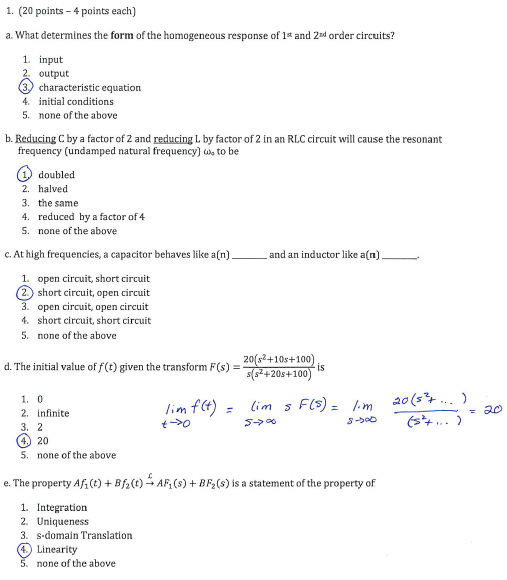 1. (20 points – 4 points each)
a. What determines the form of the homogeneous response of 1st and 2nd order circuits?
1. input
2. output
3. characteristic equation
4. initial conditions
5. none of the above
b. Reducing C by a factor of 2 and reducing L by factor of 2 in an RLC circuit will cause the resonant
frequency (undamped natural frequency) ω₀ to be
1. doubled
2. halved
3. the same
4. reduced by a factor of 4
5. none of the above
c. At high frequencies, a capacitor behaves like a(n) _______ and an inductor like a(n) _______.
1. open circuit, short circuit
2. short circuit, open circuit
3. open circuit, open circuit
4. short circuit, short circuit
5. none of the above
d. The initial value of f(t) given the transform F(s) = 20(s²+10s+100)/s(s²+20s+100) is
1. 0
2. infinite
3. 2
4. 20
5. none of the above
lim t→0 f(t) = lim s→∞ s F(s) = lim s→∞ 20(s²+ ... )/(s²+ ... ) = 20
e. The property Af₁(t) + Bf₂(t) →ℒ AF₁(s) + BF₂(s) is a statement of the property of
1. Integration
2. Uniqueness
3. s-domain Translation
4. Linearity
5. none of the above